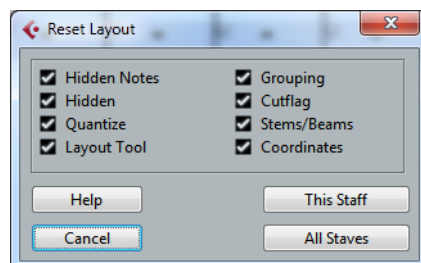 Reset Layout
Hidden Notes
Grouping
Hidden
Cutflag
Quantize
Stems/Beams
Layout Tool
Coordinates
Help
This Staff
Cancel
All Staves